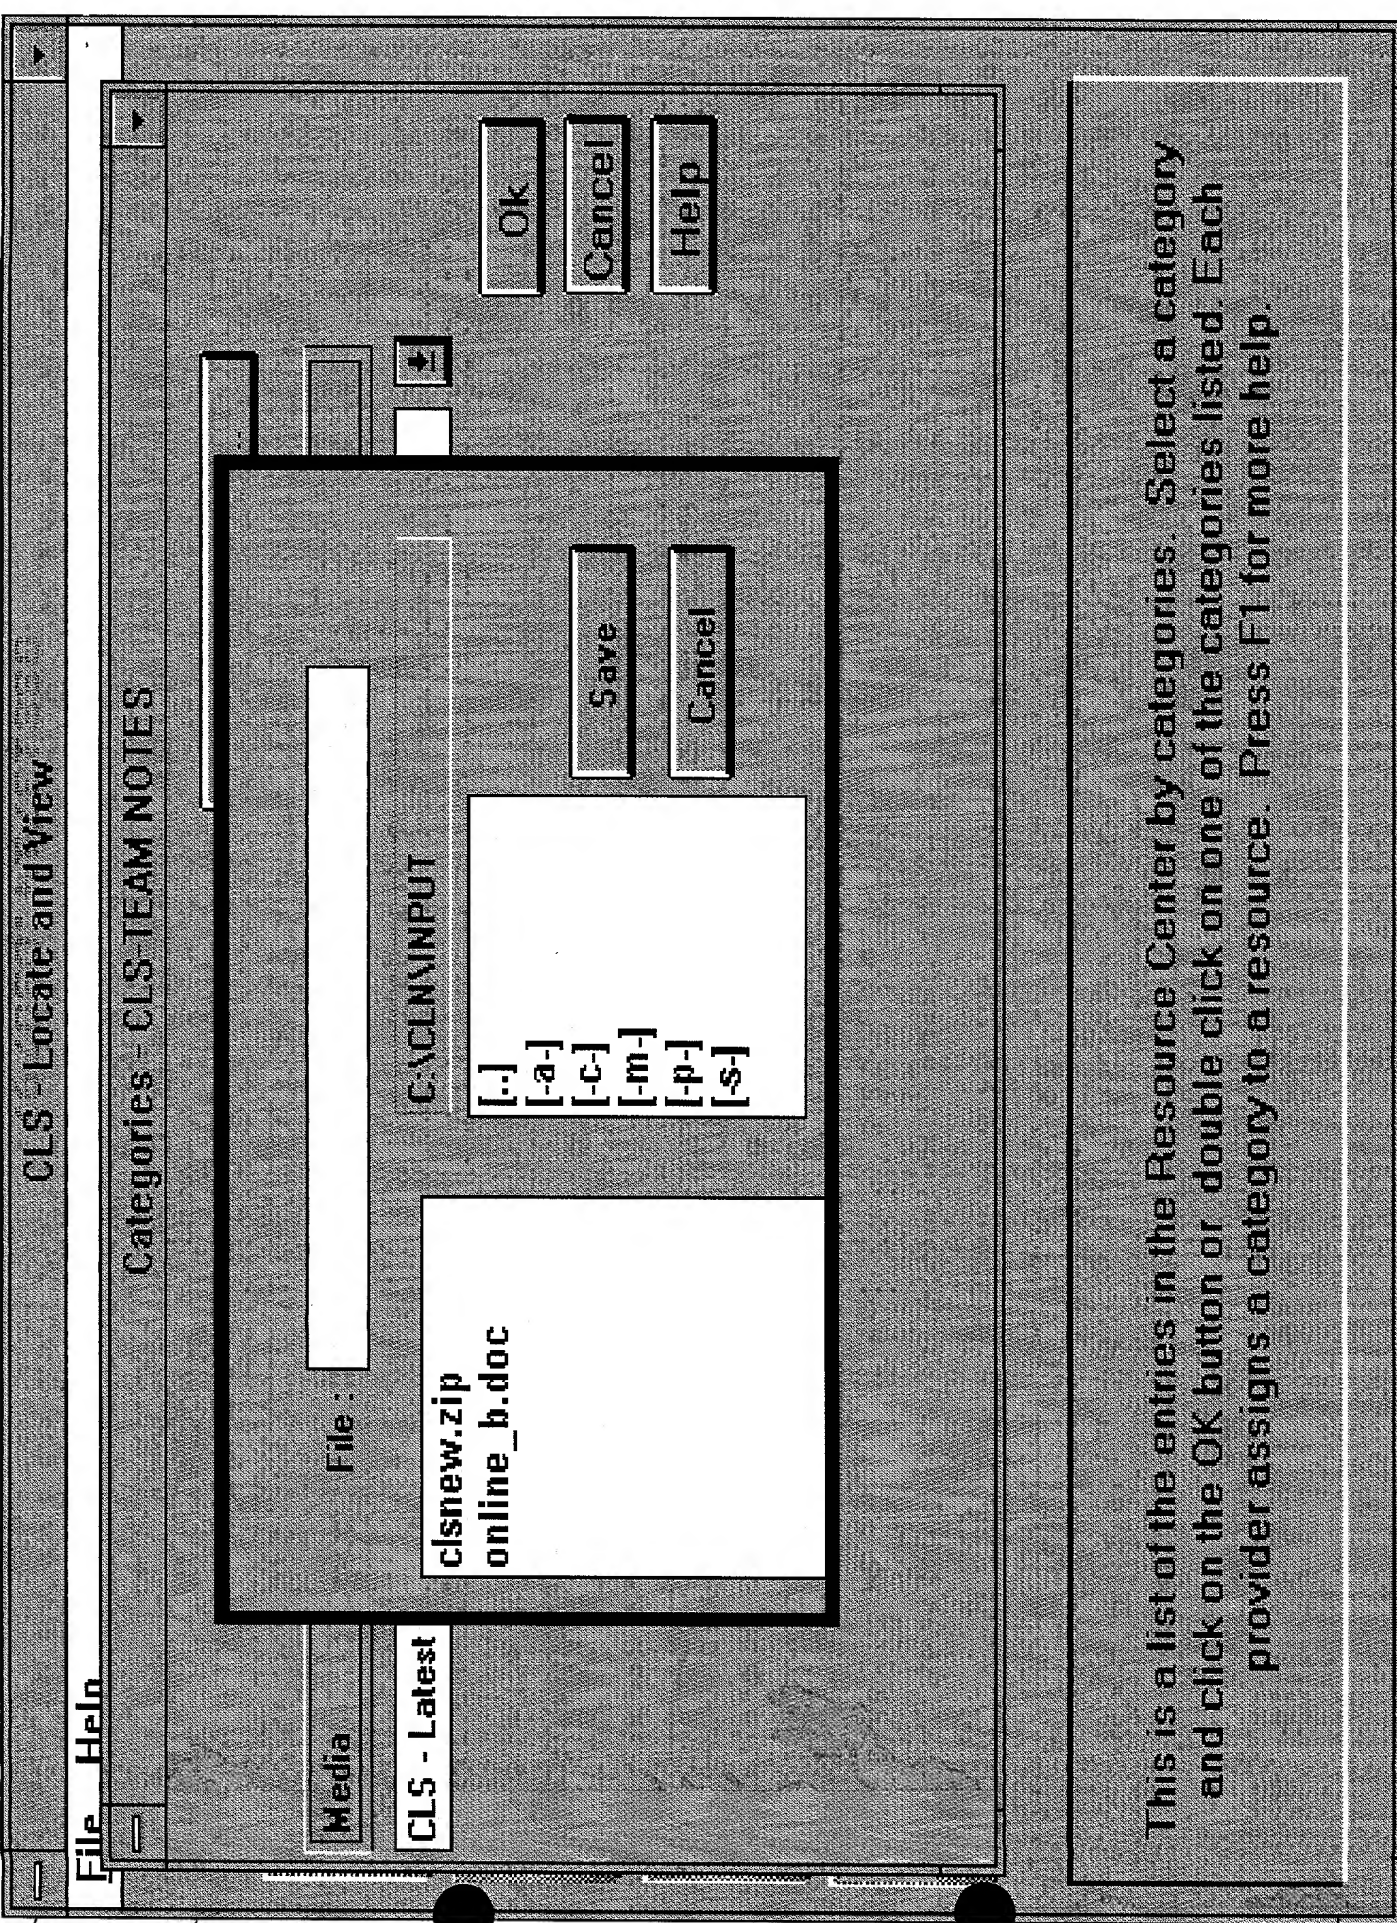 CLS - Locate and View
File Help
Categories - CLS-TEAM NOTES
Media
CLS - Latest
File :
C:\CLN\INPUT
clsnew.zip
online_b.doc
[..]
[-a-]
[-c-]
[-m-]
[-p-]
[-s-]
Save
Cancel
Ok
Cancel
Help
This is a list of the entries in the Resource Center by categories. Select a category
and click on the OK button or double click on one of the categories listed. Each
provider assigns a category to a resource. Press F1 for more help.